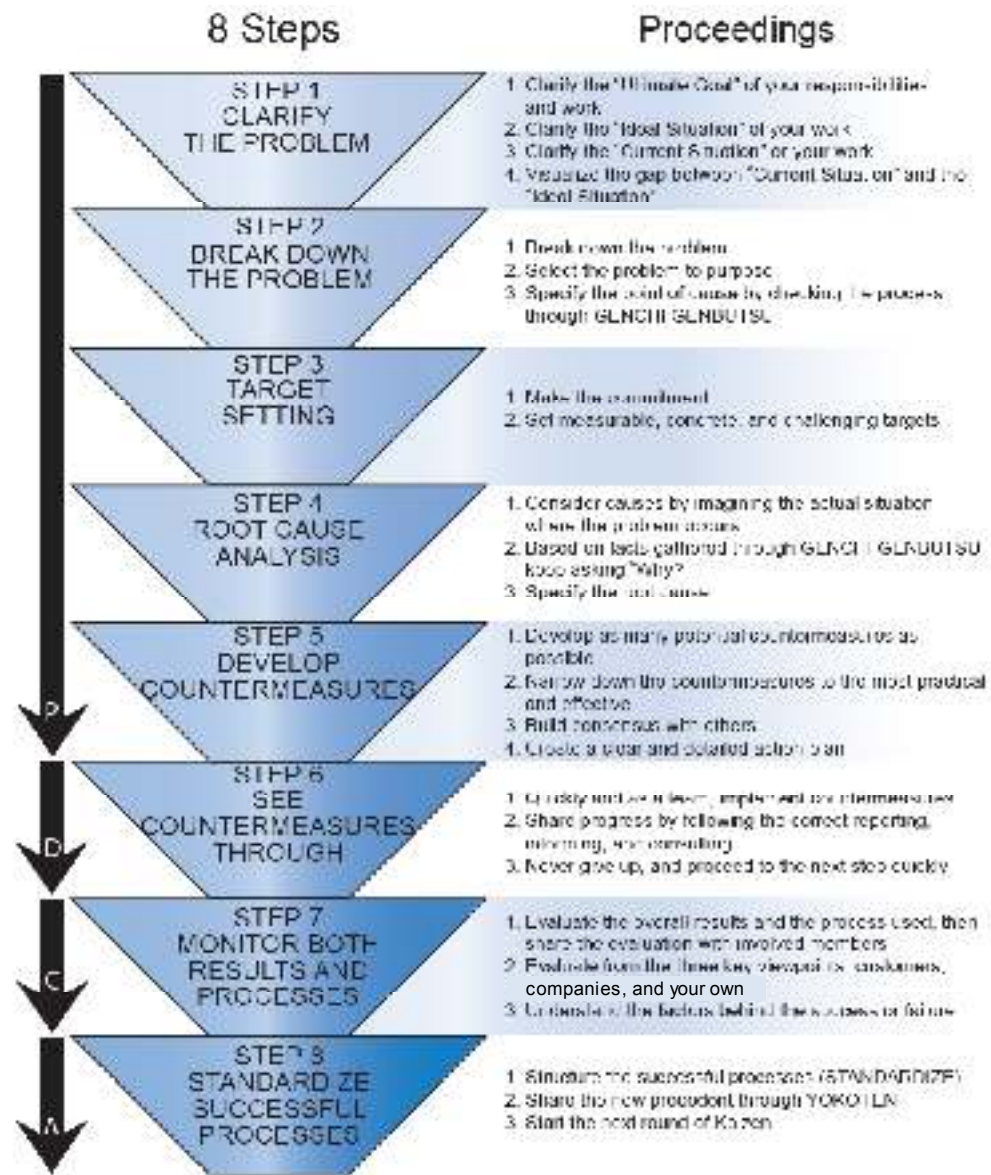 8 Steps
Proceedings
STEP 1
CLARIFY
THE PROBLEM
1. Clarify the "Ultimate Goal" of your responsibilities
and work
2. Clarify the "Ideal Situation" of your work
3. Clarify the "Current Situation" of your work
4. Visualize the gap between "Current Situation" and the
"Ideal Situation"
STEP 2
BREAK DOWN
THE PROBLEM
1. Break down the problem
2. Select the problem to purpose
3. Specify the point of cause by checking the process
through GENCHI GENBUTSU
STEP 3
TARGET
SETTING
1. Make the commitment
2. Set measurable, concrete, and challenging targets
STEP 4
ROOT CAUSE
ANALYSIS
1. Consider causes by imagining the actual situation
where the problem occurs
2. Based on facts gathered through GENCHI GENBUTSU
keep asking "Why?
3. Specify the root cause
P
STEP 5
DEVELOP
COUNTERMEASURES
1. Develop as many potential countermeasures as
possible
2. Narrow down the countermeasures to the most practical
and effective
3. Build consensus with others
4. Create a clear and detailed action plan
D
STEP 6
SEE
COUNTERMEASURES
THROUGH
1. Quickly and as a team, implement countermeasures
2. Share progress by following the correct reporting,
informing, and consulting
3. Never give up, and proceed to the next step quickly
C
STEP 7
MONITOR BOTH
RESULTS AND
PROCESSES
1. Evaluate the overall results and the process used, then
share the evaluation with involved members
2. Evaluate from the three key viewpoints: customers,
companies, and your own
3. Understand the factors behind the success or failure
A
STEP 8
STANDARDIZE
SUCCESSFUL
PROCESSES
1. Structure the successful processes (STANDARDIZE)
2. Share the new precedent through YOKOTEN
3. Start the next round of Kaizen